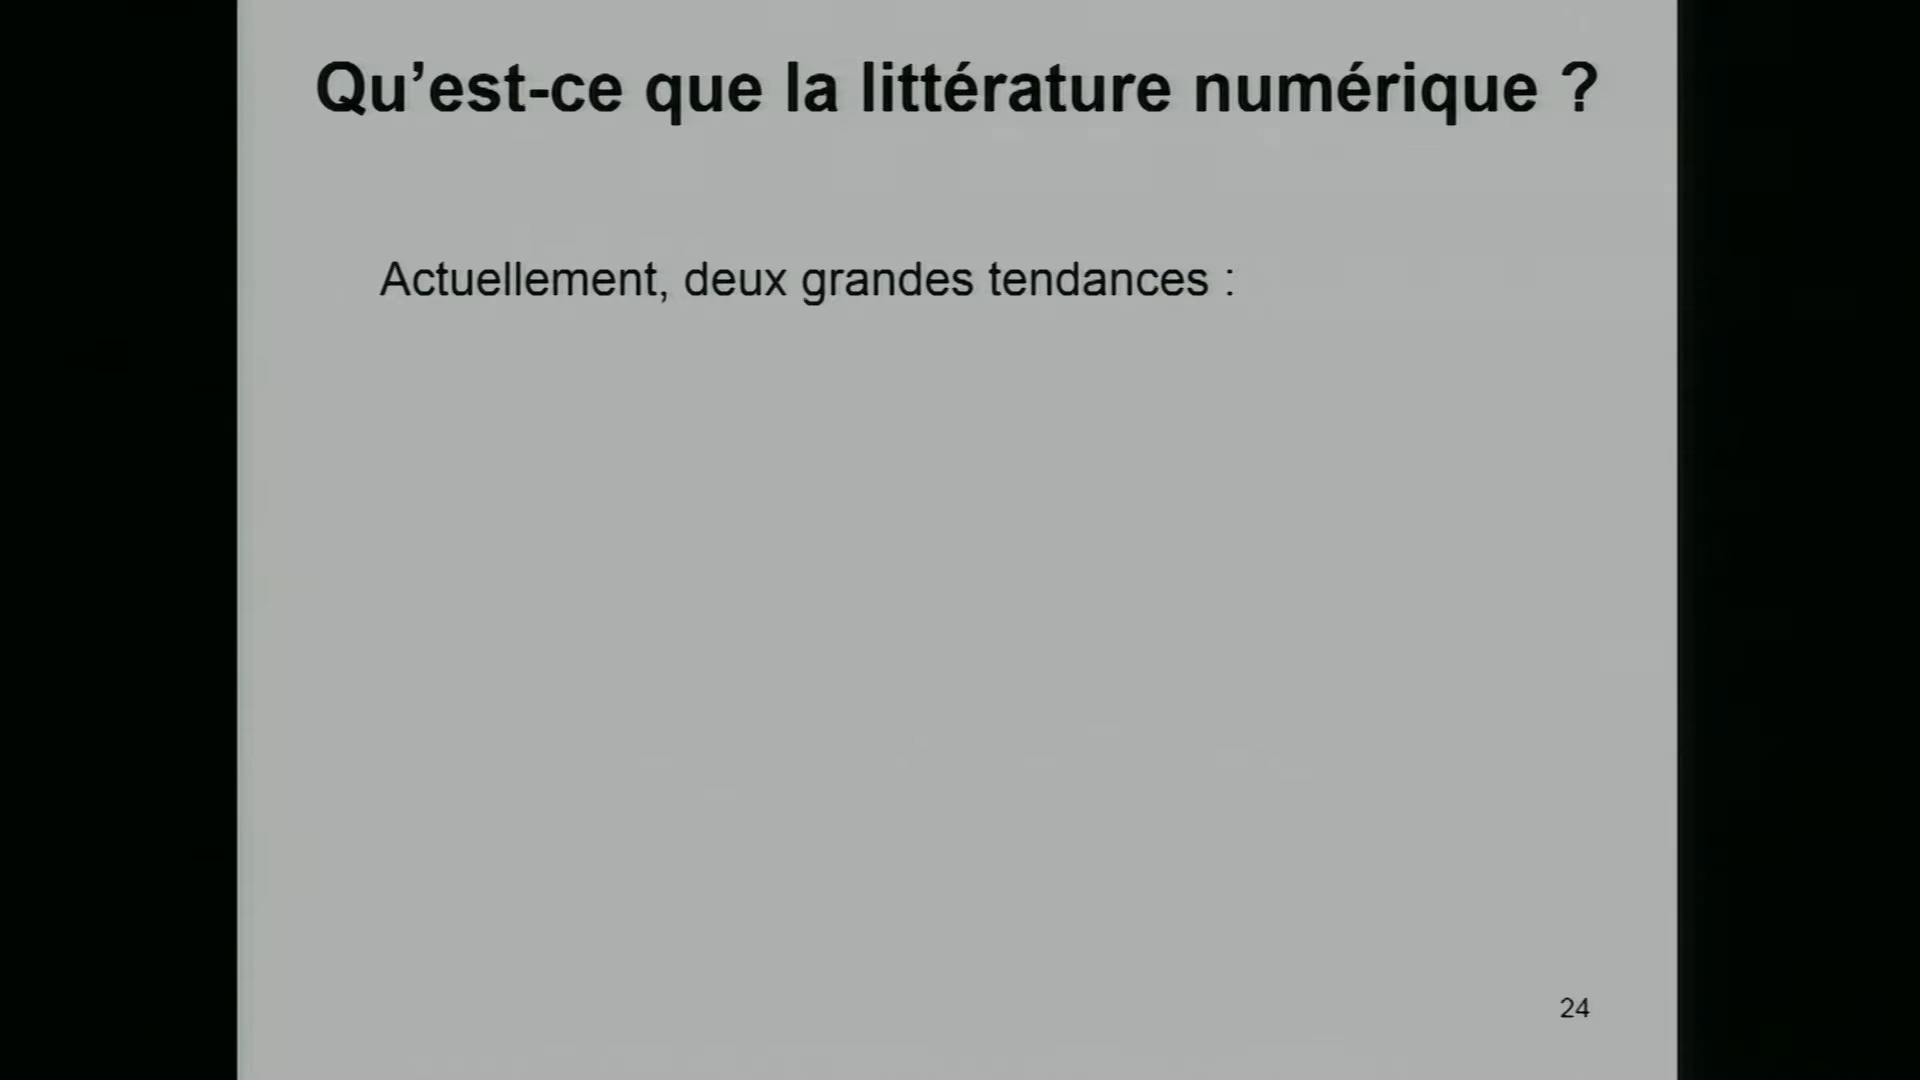 Qu’est-ce que la littérature numérique ?
Actuellement, deux grandes tendances :
24